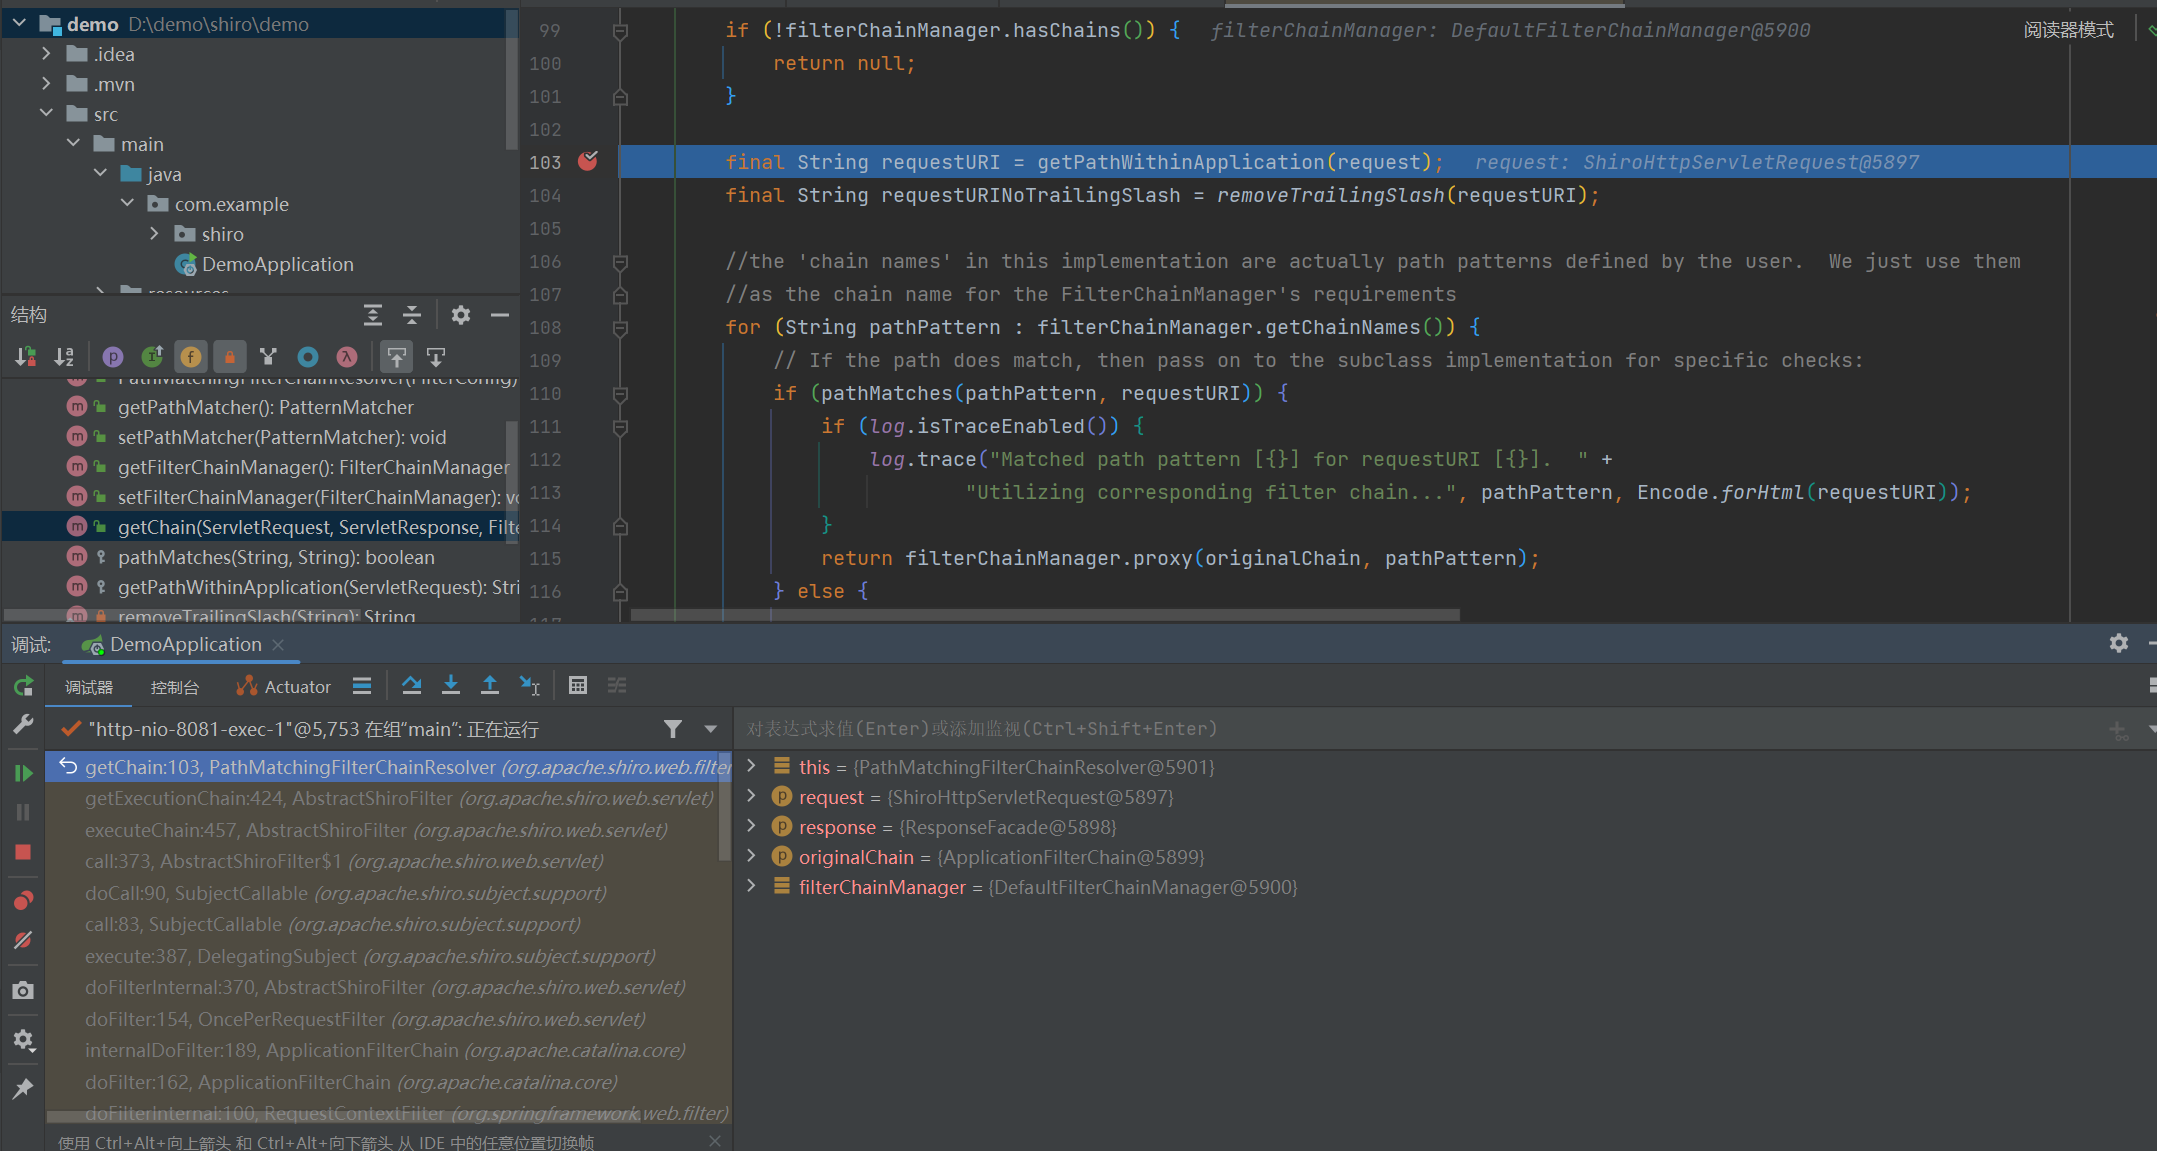 demo D:\demo\shiro\demo
.idea
.mvn
src
main
java
com.example
shiro
DemoApplication
resources
结构
PathMatchingFilterChainResolver(FilterConfig)
getPathMatcher(): PatternMatcher
setPathMatcher(PatternMatcher): void
getFilterChainManager(): FilterChainManager
setFilterChainManager(FilterChainManager): vo
getChain(ServletRequest, ServletResponse, Filte
pathMatches(String, String): boolean
getPathWithinApplication(ServletRequest): Stri
removeTrailingSlash(String): String
阅读器模式
99 if (!filterChainManager.hasChains()) { filterChainManager: DefaultFilterChainManager@5900
100 return null;
101 }
102
103 final String requestURI = getPathWithinApplication(request); request: ShiroHttpServletRequest@5897
104 final String requestURINoTrailingSlash = removeTrailingSlash(requestURI);
105
106 //the 'chain names' in this implementation are actually path patterns defined by the user.  We just use them
107 //as the chain name for the FilterChainManager's requirements
108 for (String pathPattern : filterChainManager.getChainNames()) {
109 // If the path does match, then pass on to the subclass implementation for specific checks:
110 if (pathMatches(pathPattern, requestURI)) {
111 if (log.isTraceEnabled()) {
112 log.trace("Matched path pattern [{}] for requestURI [{}].  " +
113 "Utilizing corresponding filter chain...", pathPattern, Encode.forHtml(requestURI));
114 }
115 return filterChainManager.proxy(originalChain, pathPattern);
116 } else {
117
调试: DemoApplication
调试器 控制台 Actuator
"http-nio-8081-exec-1"@5,753 在组“main”: 正在运行
getChain:103, PathMatchingFilterChainResolver (org.apache.shiro.web.filter
getExecutionChain:424, AbstractShiroFilter (org.apache.shiro.web.servlet)
executeChain:457, AbstractShiroFilter (org.apache.shiro.web.servlet)
call:373, AbstractShiroFilter$1 (org.apache.shiro.web.servlet)
doCall:90, SubjectCallable (org.apache.shiro.subject.support)
call:83, SubjectCallable (org.apache.shiro.subject.support)
execute:387, DelegatingSubject (org.apache.shiro.subject.support)
doFilterInternal:370, AbstractShiroFilter (org.apache.shiro.web.servlet)
doFilter:154, OncePerRequestFilter (org.apache.shiro.web.servlet)
internalDoFilter:189, ApplicationFilterChain (org.apache.catalina.core)
doFilter:162, ApplicationFilterChain (org.apache.catalina.core)
doFilterInternal:100, RequestContextFilter (org.springframework.web.filter)
使用 Ctrl+Alt+向上箭头 和 Ctrl+Alt+向下箭头 从 IDE 中的任意位置切换帧
对表达式求值(Enter)或添加监视(Ctrl+Shift+Enter)
this = {PathMatchingFilterChainResolver@5901}
request = {ShiroHttpServletRequest@5897}
response = {ResponseFacade@5898}
originalChain = {ApplicationFilterChain@5899}
filterChainManager = {DefaultFilterChainManager@5900}